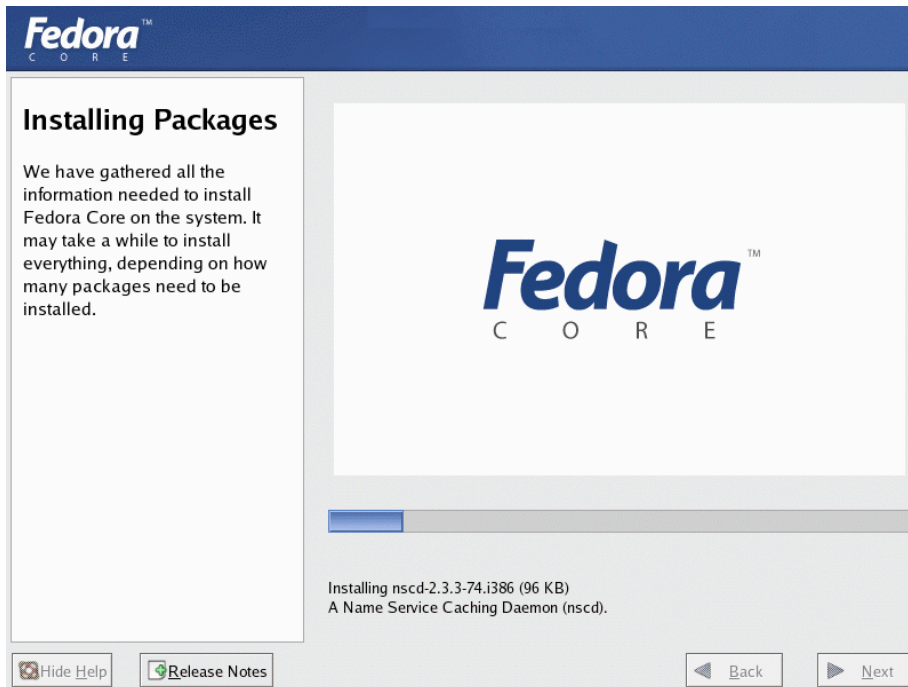 Fedora™
CORE
Installing Packages
We have gathered all the
information needed to install
Fedora Core on the system. It
may take a while to install
everything, depending on how
many packages need to be
installed.
Fedora™
CORE
Installing nscd-2.3.3-74.i386 (96 KB)
A Name Service Caching Daemon (nscd).
Hide Help
Release Notes
Back
Next